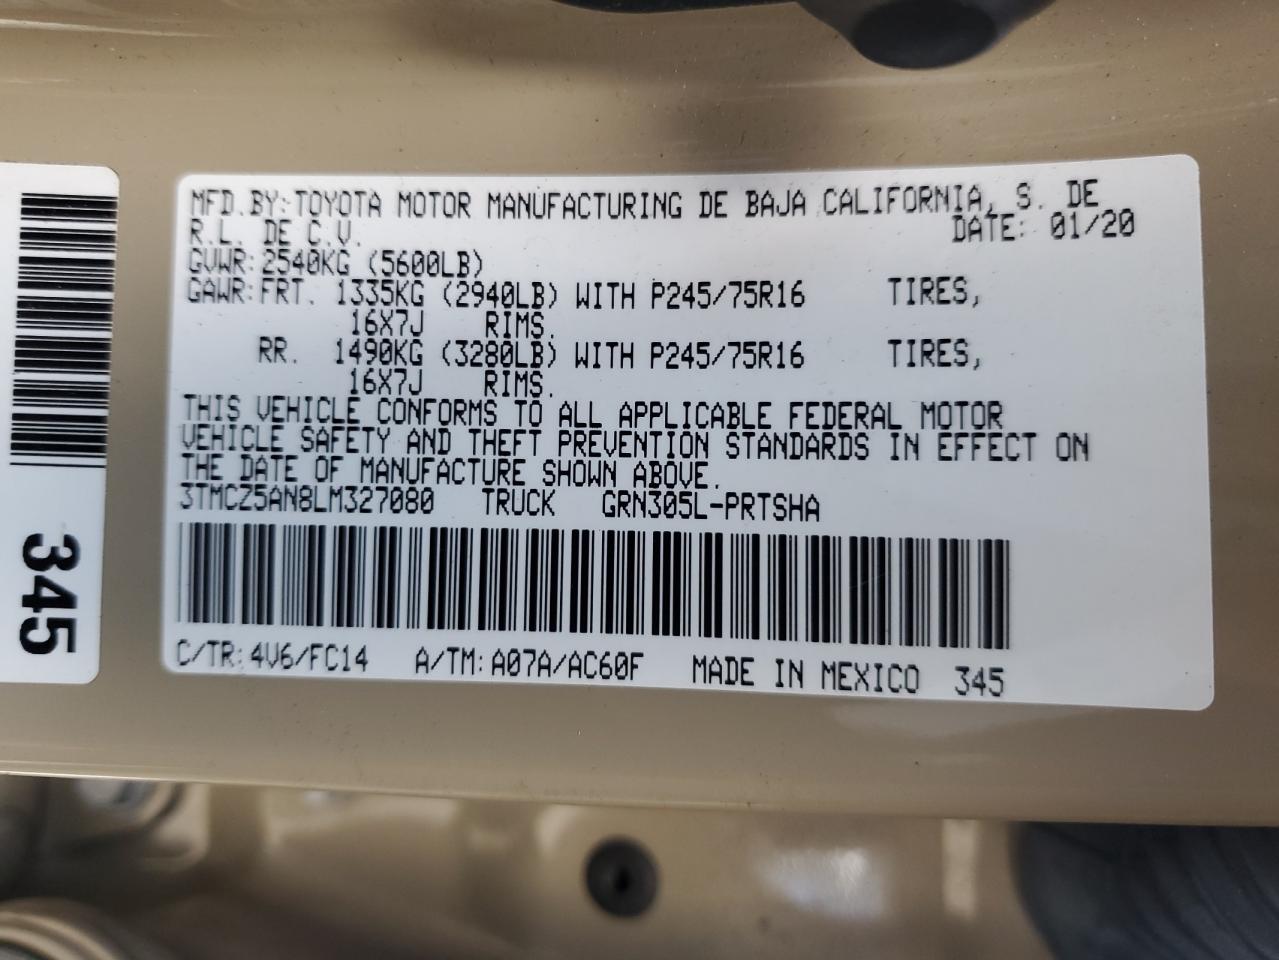 MFD. BY: TOYOTA MOTOR MANUFACTURING DE BAJA CALIFORNIA, S. DE
R.L. DE C.V. DATE: 01/20
GVWR: 2540KG (5600LB)
GAWR: FRT. 1335KG (2940LB) WITH P245/75R16 TIRES,
16X7J RIMS.
RR. 1490KG (3280LB) WITH P245/75R16 TIRES,
16X7J RIMS.
THIS VEHICLE CONFORMS TO ALL APPLICABLE FEDERAL MOTOR
VEHICLE SAFETY AND THEFT PREVENTION STANDARDS IN EFFECT ON
THE DATE OF MANUFACTURE SHOWN ABOVE.
3TMCZ5AN8LM327080 TRUCK GRN305L-PRTSHA
C/TR: 4V6/FC14 A/TM: A07A/AC60F MADE IN MEXICO 345
345